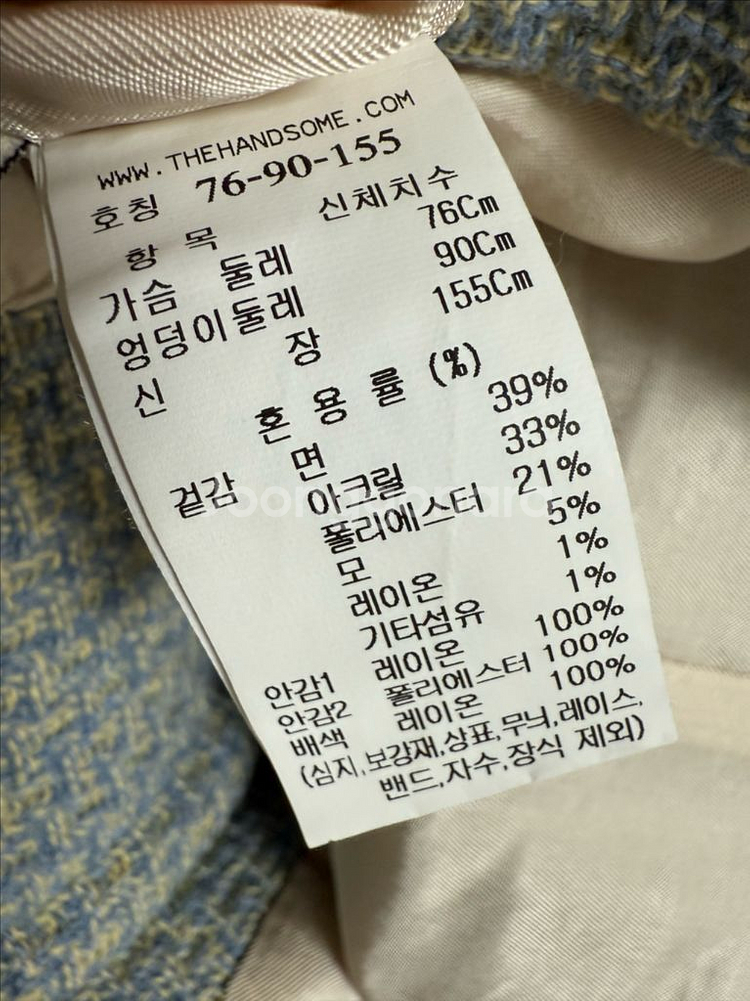 WWW.THEHANDSOME.COM
호칭 76-90-155
항 목 신체치수
가슴 둘레 76Cm
엉덩이둘레 90Cm
신 장 155Cm
혼 용 률 (%)
겉감 면 39%
아크릴 33%
폴리에스터 21%
모 5%
레이온 1%
기타섬유 1%
안감1 레이온 100%
안감2 폴리에스터 100%
배색 레이온 100%
(심지,보강재,상표,무늬,레이스,
밴드,자수,장식 제외)